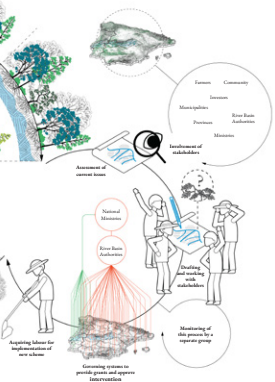 Farmers Community
Investors
Municipalities
River Basin
Authorities
Provinces
Ministries
Involvement of
stakeholders
Assessment of
current issues
National
Ministries
River Basin
Authorities
Drafting
and working
with
stakeholders
Monitoring of
this process by a
separate group
Acquiring labour for
implementation of
new scheme
Governing systems to
provide grants and approve
Intervention